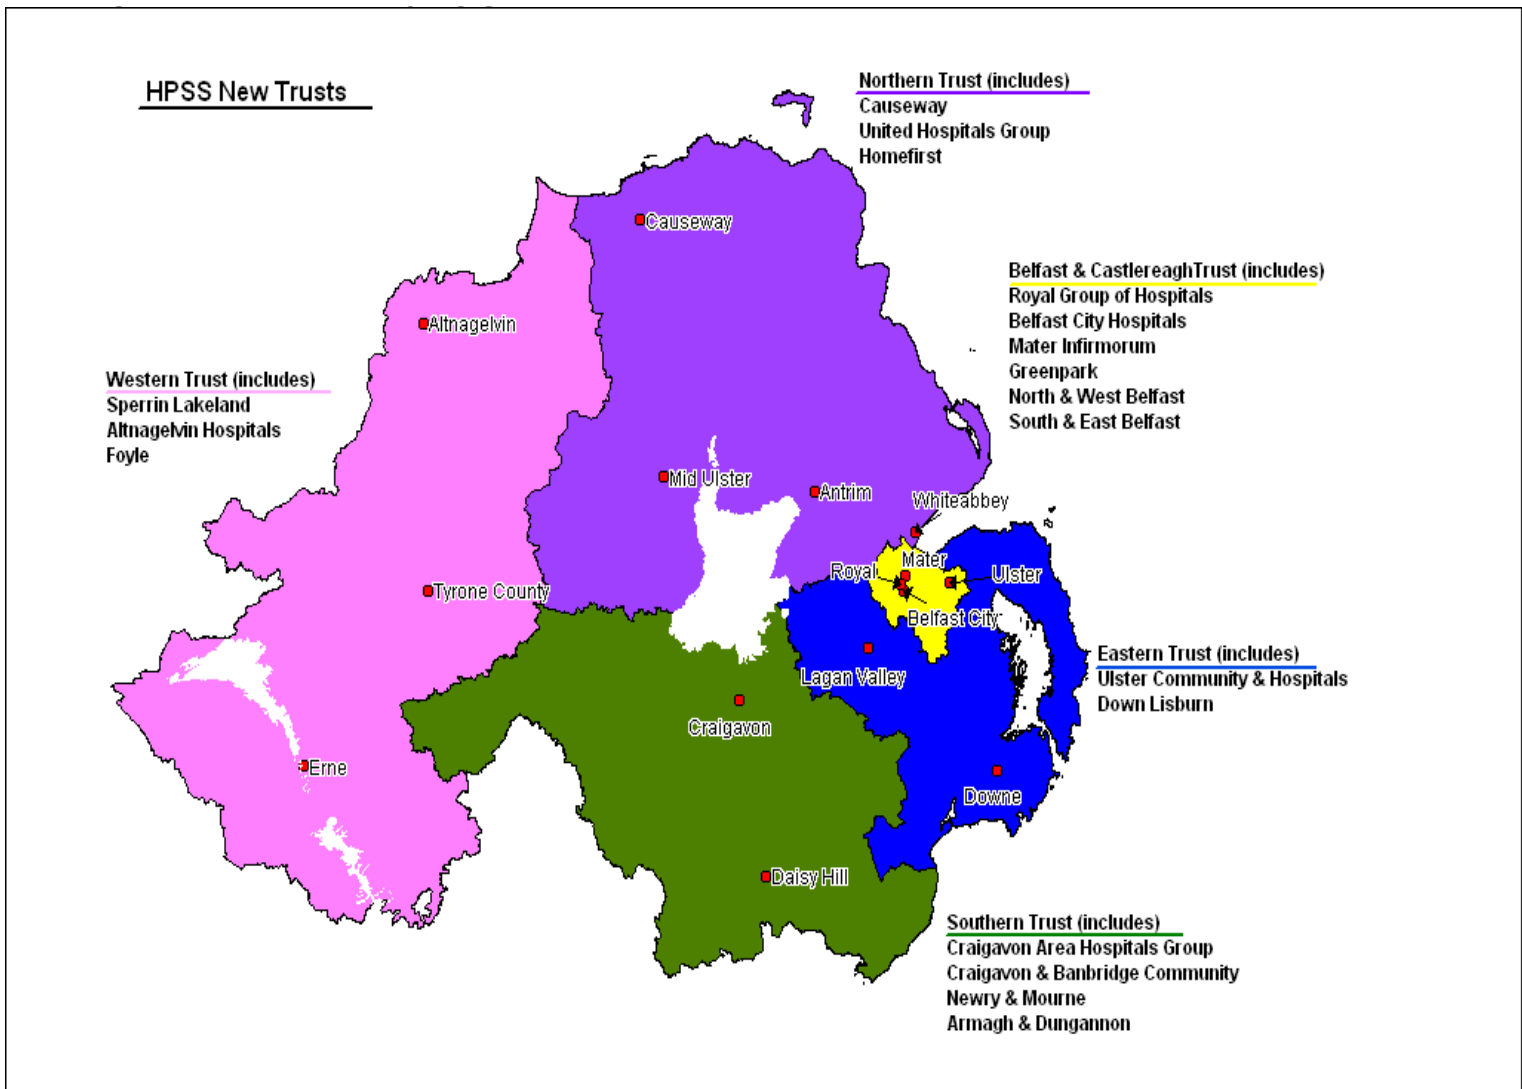 HPSS New Trusts
Northern Trust (includes)
Causeway
United Hospitals Group
Homefirst
Causeway
Belfast & CastlereaghTrust (includes)
Royal Group of Hospitals
Belfast City Hospitals
Mater Infirmorum
Greenpark
North & West Belfast
South & East Belfast
Altnagelvin
Western Trust (includes)
Sperrin Lakeland
Altnagelvin Hospitals
Foyle
Mid Ulster
Antrim
Whiteabbey
Mater
Royal
Ulster
Tyrone County
Belfast City
Lagan Valley
Eastern Trust (includes)
Ulster Community & Hospitals
Down Lisburn
Craigavon
Erne
Downe
Daisy Hill
Southern Trust (includes)
Craigavon Area Hospitals Group
Craigavon & Banbridge Community
Newry & Mourne
Armagh & Dungannon